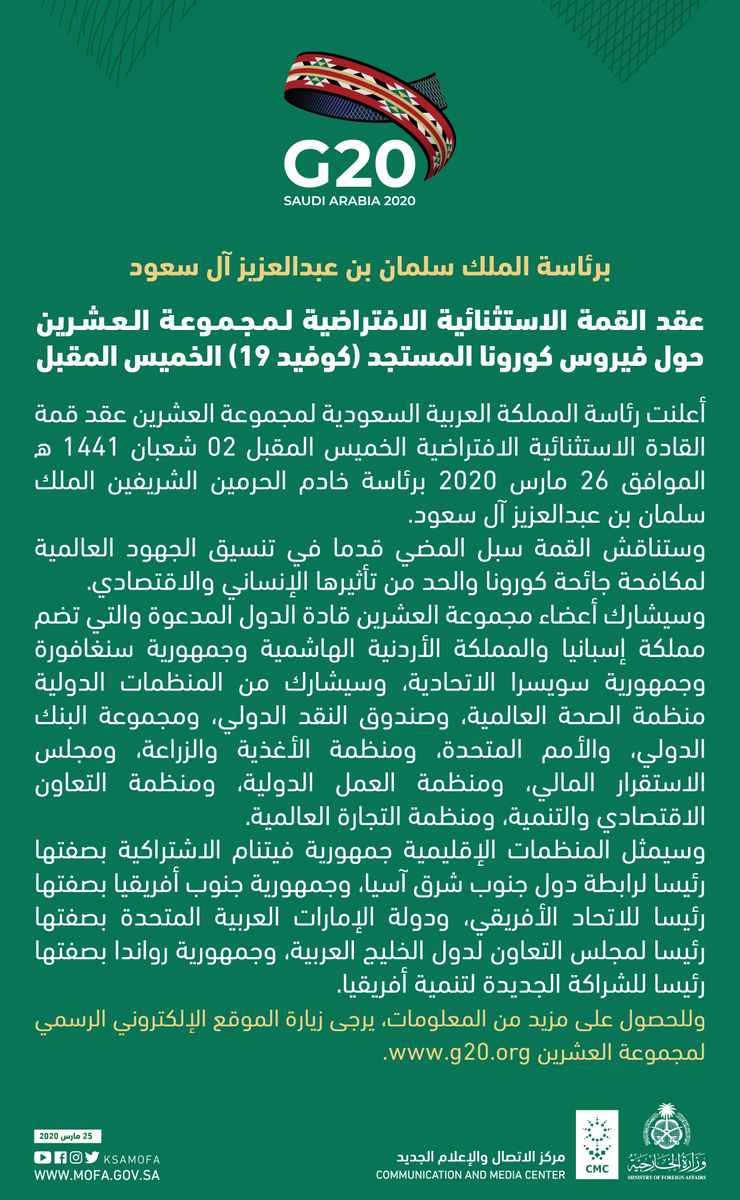 G20
SAUDI ARABIA 2020
برئاسة الملك سلمان بن عبدالعزيز آل سعود
عقد القمة الاستثنائية الافتراضية لمجموعة العشرين
حول فيروس كورونا المستجد (كوفيد 19) الخميس المقبل
أعلنت رئاسة المملكة العربية السعودية لمجموعة العشرين عقد قمة
القادة الاستثنائية الافتراضية الخميس المقبل 02 شعبان 1441 هـ
الموافق 26 مارس 2020 برئاسة خادم الحرمين الشريفين الملك
سلمان بن عبدالعزيز آل سعود.
وستناقش القمة سبل المضي قدما في تنسيق الجهود العالمية
لمكافحة جائحة كورونا والحد من تأثيرها الإنساني والاقتصادي.
وسيشارك أعضاء مجموعة العشرين قادة الدول المدعوة والتي تضم
مملكة إسبانيا والمملكة الأردنية الهاشمية وجمهورية سنغافورة
وجمهورية سويسرا الاتحادية، وسيشارك من المنظمات الدولية
منظمة الصحة العالمية، وصندوق النقد الدولي، ومجموعة البنك
الدولي، والأمم المتحدة، ومنظمة الأغذية والزراعة، ومجلس
الاستقرار المالي، ومنظمة العمل الدولية، ومنظمة التعاون
الاقتصادي والتنمية، ومنظمة التجارة العالمية.
وسيمثل المنظمات الإقليمية جمهورية فيتنام الاشتراكية بصفتها
رئيسا لرابطة دول جنوب شرق آسيا، وجمهورية جنوب أفريقيا بصفتها
رئيسا للاتحاد الأفريقي، ودولة الإمارات العربية المتحدة بصفتها
رئيسا لمجلس التعاون لدول الخليج العربية، وجمهورية رواندا بصفتها
رئيسا للشراكة الجديدة لتنمية أفريقيا.
وللحصول على مزيد من المعلومات، يرجى زيارة الموقع الإلكتروني الرسمي
لمجموعة العشرين www.g20.org.
وزارة الخارجية
MINISTRY OF FOREIGN AFFAIRS
CMC
مركز الاتصال والإعلام الجديد
COMMUNICATION AND MEDIA CENTER
25 مارس 2020
KSAMOFA
WWW.MOFA.GOV.SA